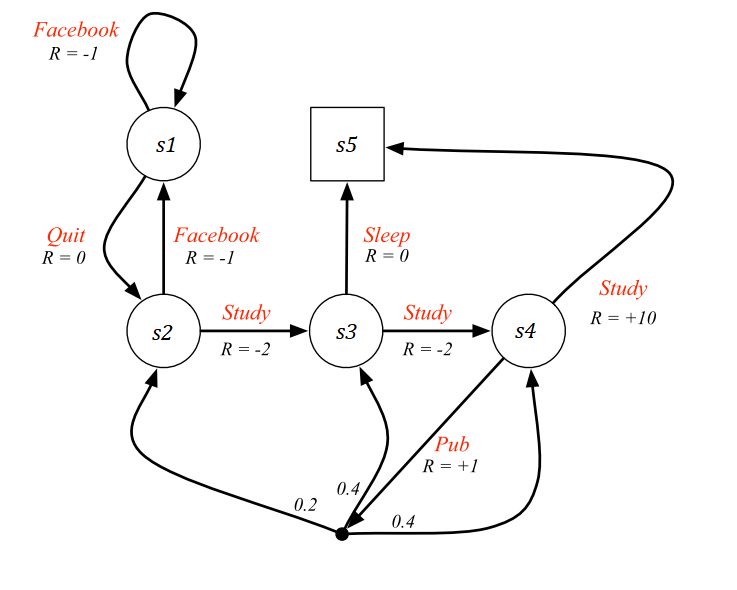 Facebook
R = -1
s1
s5
Quit
R = 0
Facebook
R = -1
Sleep
R = 0
s2
Study
R = -2
s3
Study
R = -2
s4
Study
R = +10
Pub
R = +1
0.2
0.4
0.4